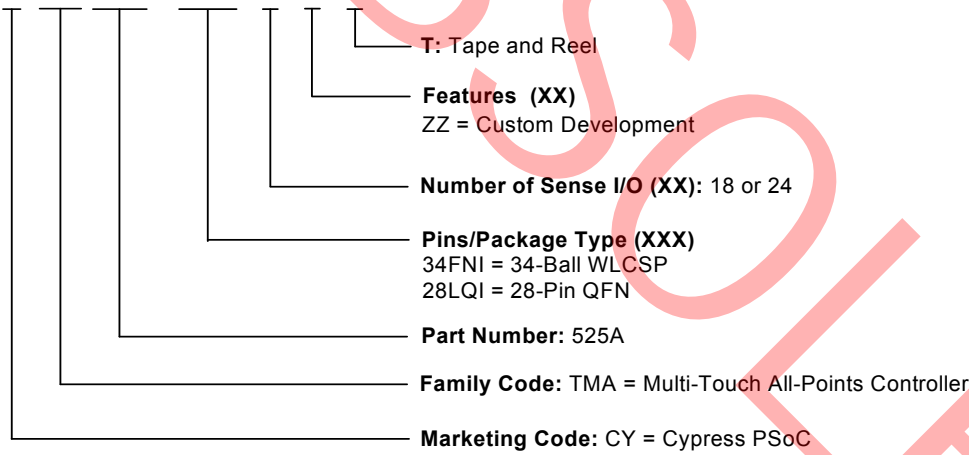 T: Tape and Reel
Features (XX)
ZZ = Custom Development
Number of Sense I/O (XX): 18 or 24
Pins/Package Type (XXX)
34FNI = 34-Ball WLCSP
28LQI = 28-Pin QFN
Part Number: 525A
Family Code: TMA = Multi-Touch All-Points Controller
Marketing Code: CY = Cypress PSoC